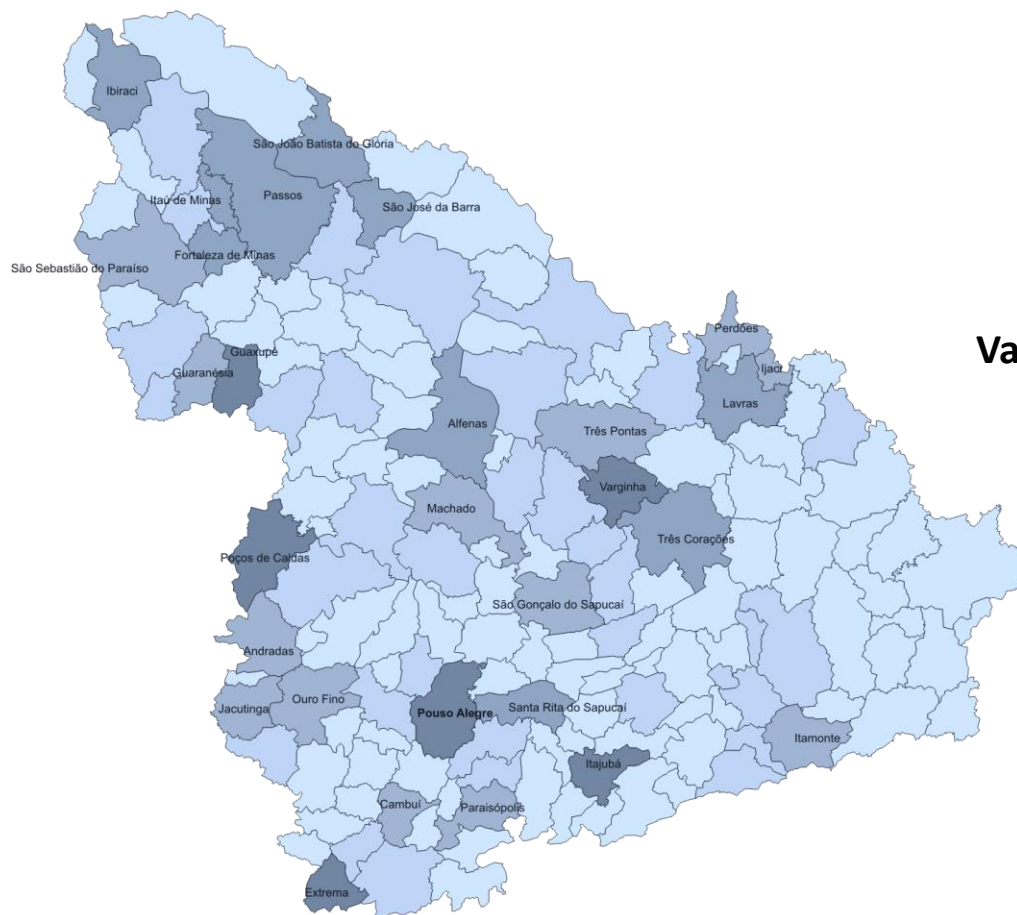 Ibiraci
São João Batista do Glória
Itaú de Minas
Passos
São José da Barra
Fortaleza de Minas
São Sebastião do Paraíso
Perdões
Va
Guaxupé
Guaranésia
Ijaci
Lavras
Alfenas
Três Pontas
Varginha
Machado
Três Corações
Poços de Caldas
São Gonçalo do Sapucaí
Andradas
Ouro Fino
Jacutinga
Pouso Alegre
Santa Rita do Sapucaí
Itamonte
Itajubá
Cambuí
Paraisópolis
Extrema